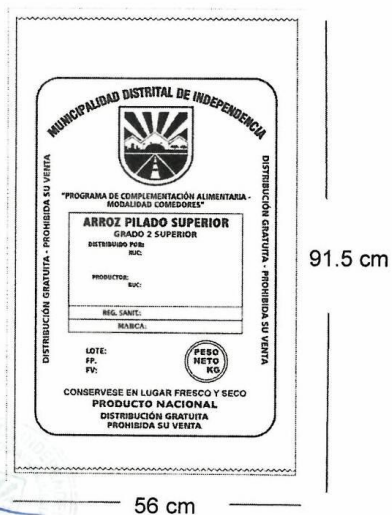 MUNICIPALIDAD DISTRITAL DE INDEPENDENCIA
DISTRIBUCIÓN GRATUITA - PROHIBIDA SU VENTA
DISTRIBUCIÓN GRATUITA - PROHIBIDA SU VENTA
"PROGRAMA DE COMPLEMENTACIÓN ALIMENTARIA -
MODALIDAD COMEDORES"
ARROZ PILADO SUPERIOR
GRADO 2 SUPERIOR
DISTRIBUIDO POR:
RUC:
PRODUCTOR:
RUC:
REG. SANIT.:
MARCA:
LOTE:
FP.
FV:
PESO
NETO
KG
CONSERVESE EN LUGAR FRESCO Y SECO
PRODUCTO NACIONAL
DISTRIBUCIÓN GRATUITA
PROHIBIDA SU VENTA
91.5 cm
56 cm